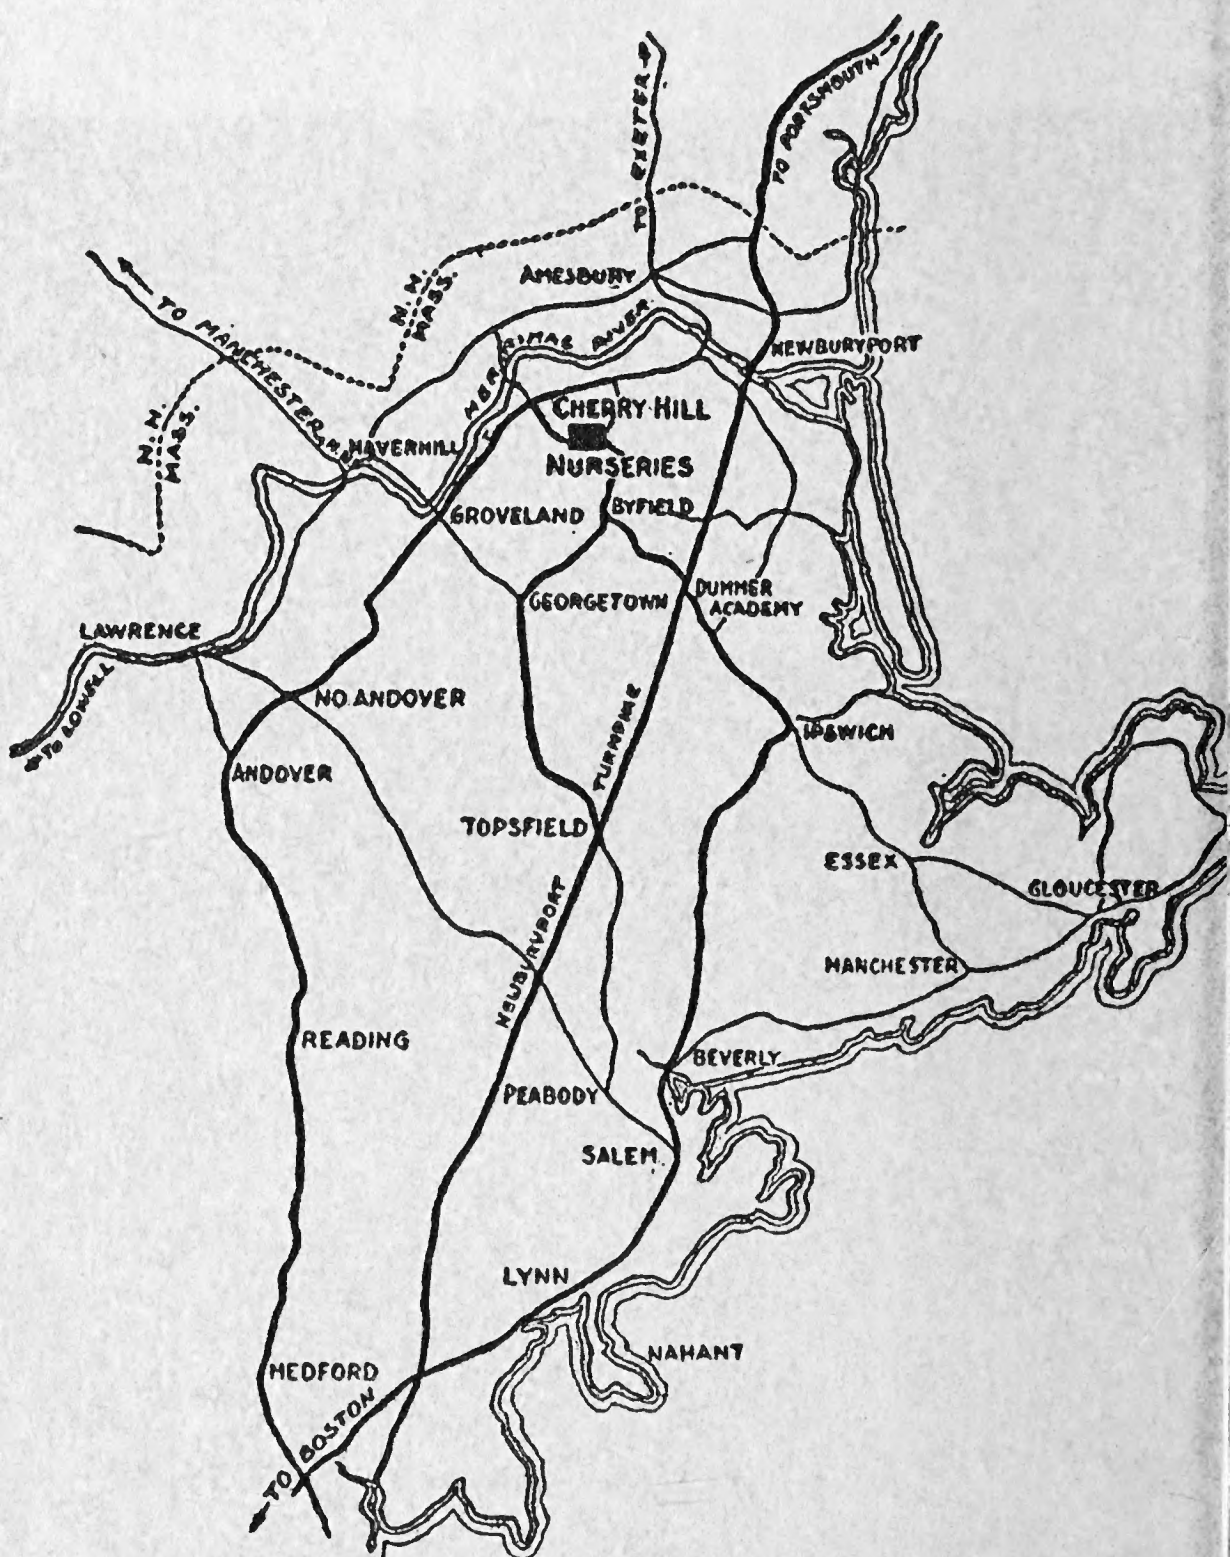 TO EXETER
TO PORTSMOUTH
AMESBURY
N.H.
MASS.
TO MANCHESTER N.H.
MERRIMAC RIVER
NEWBURYPORT
N.H.
MASS.
HAVERHILL
CHERRY HILL
NURSERIES
GROVELAND
BYFIELD
GEORGETOWN
DUMMER
ACADEMY
LAWRENCE
TO LOWELL
NO. ANDOVER
IPSWICH
ANDOVER
TOPSFIELD
NEWBURYPORT TURNPIKE
ESSEX
GLOUCESTER
MANCHESTER
READING
BEVERLY
PEABODY
SALEM.
LYNN
NAHANT
MEDFORD
TO BOSTON